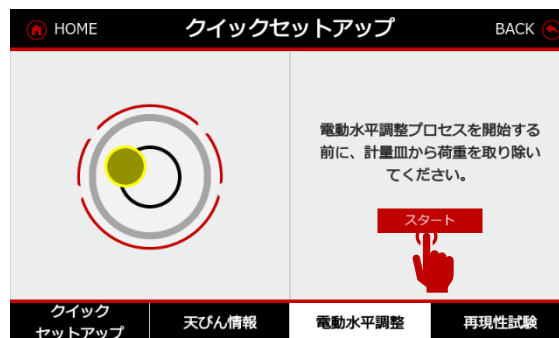 HOME
クイックセットアップ
BACK
電動水平調整プロセスを開始する
前に、計量皿から荷重を取り除い
てください。
スタート
クイック
セットアップ
天びん情報
電動水平調整
再現性試験